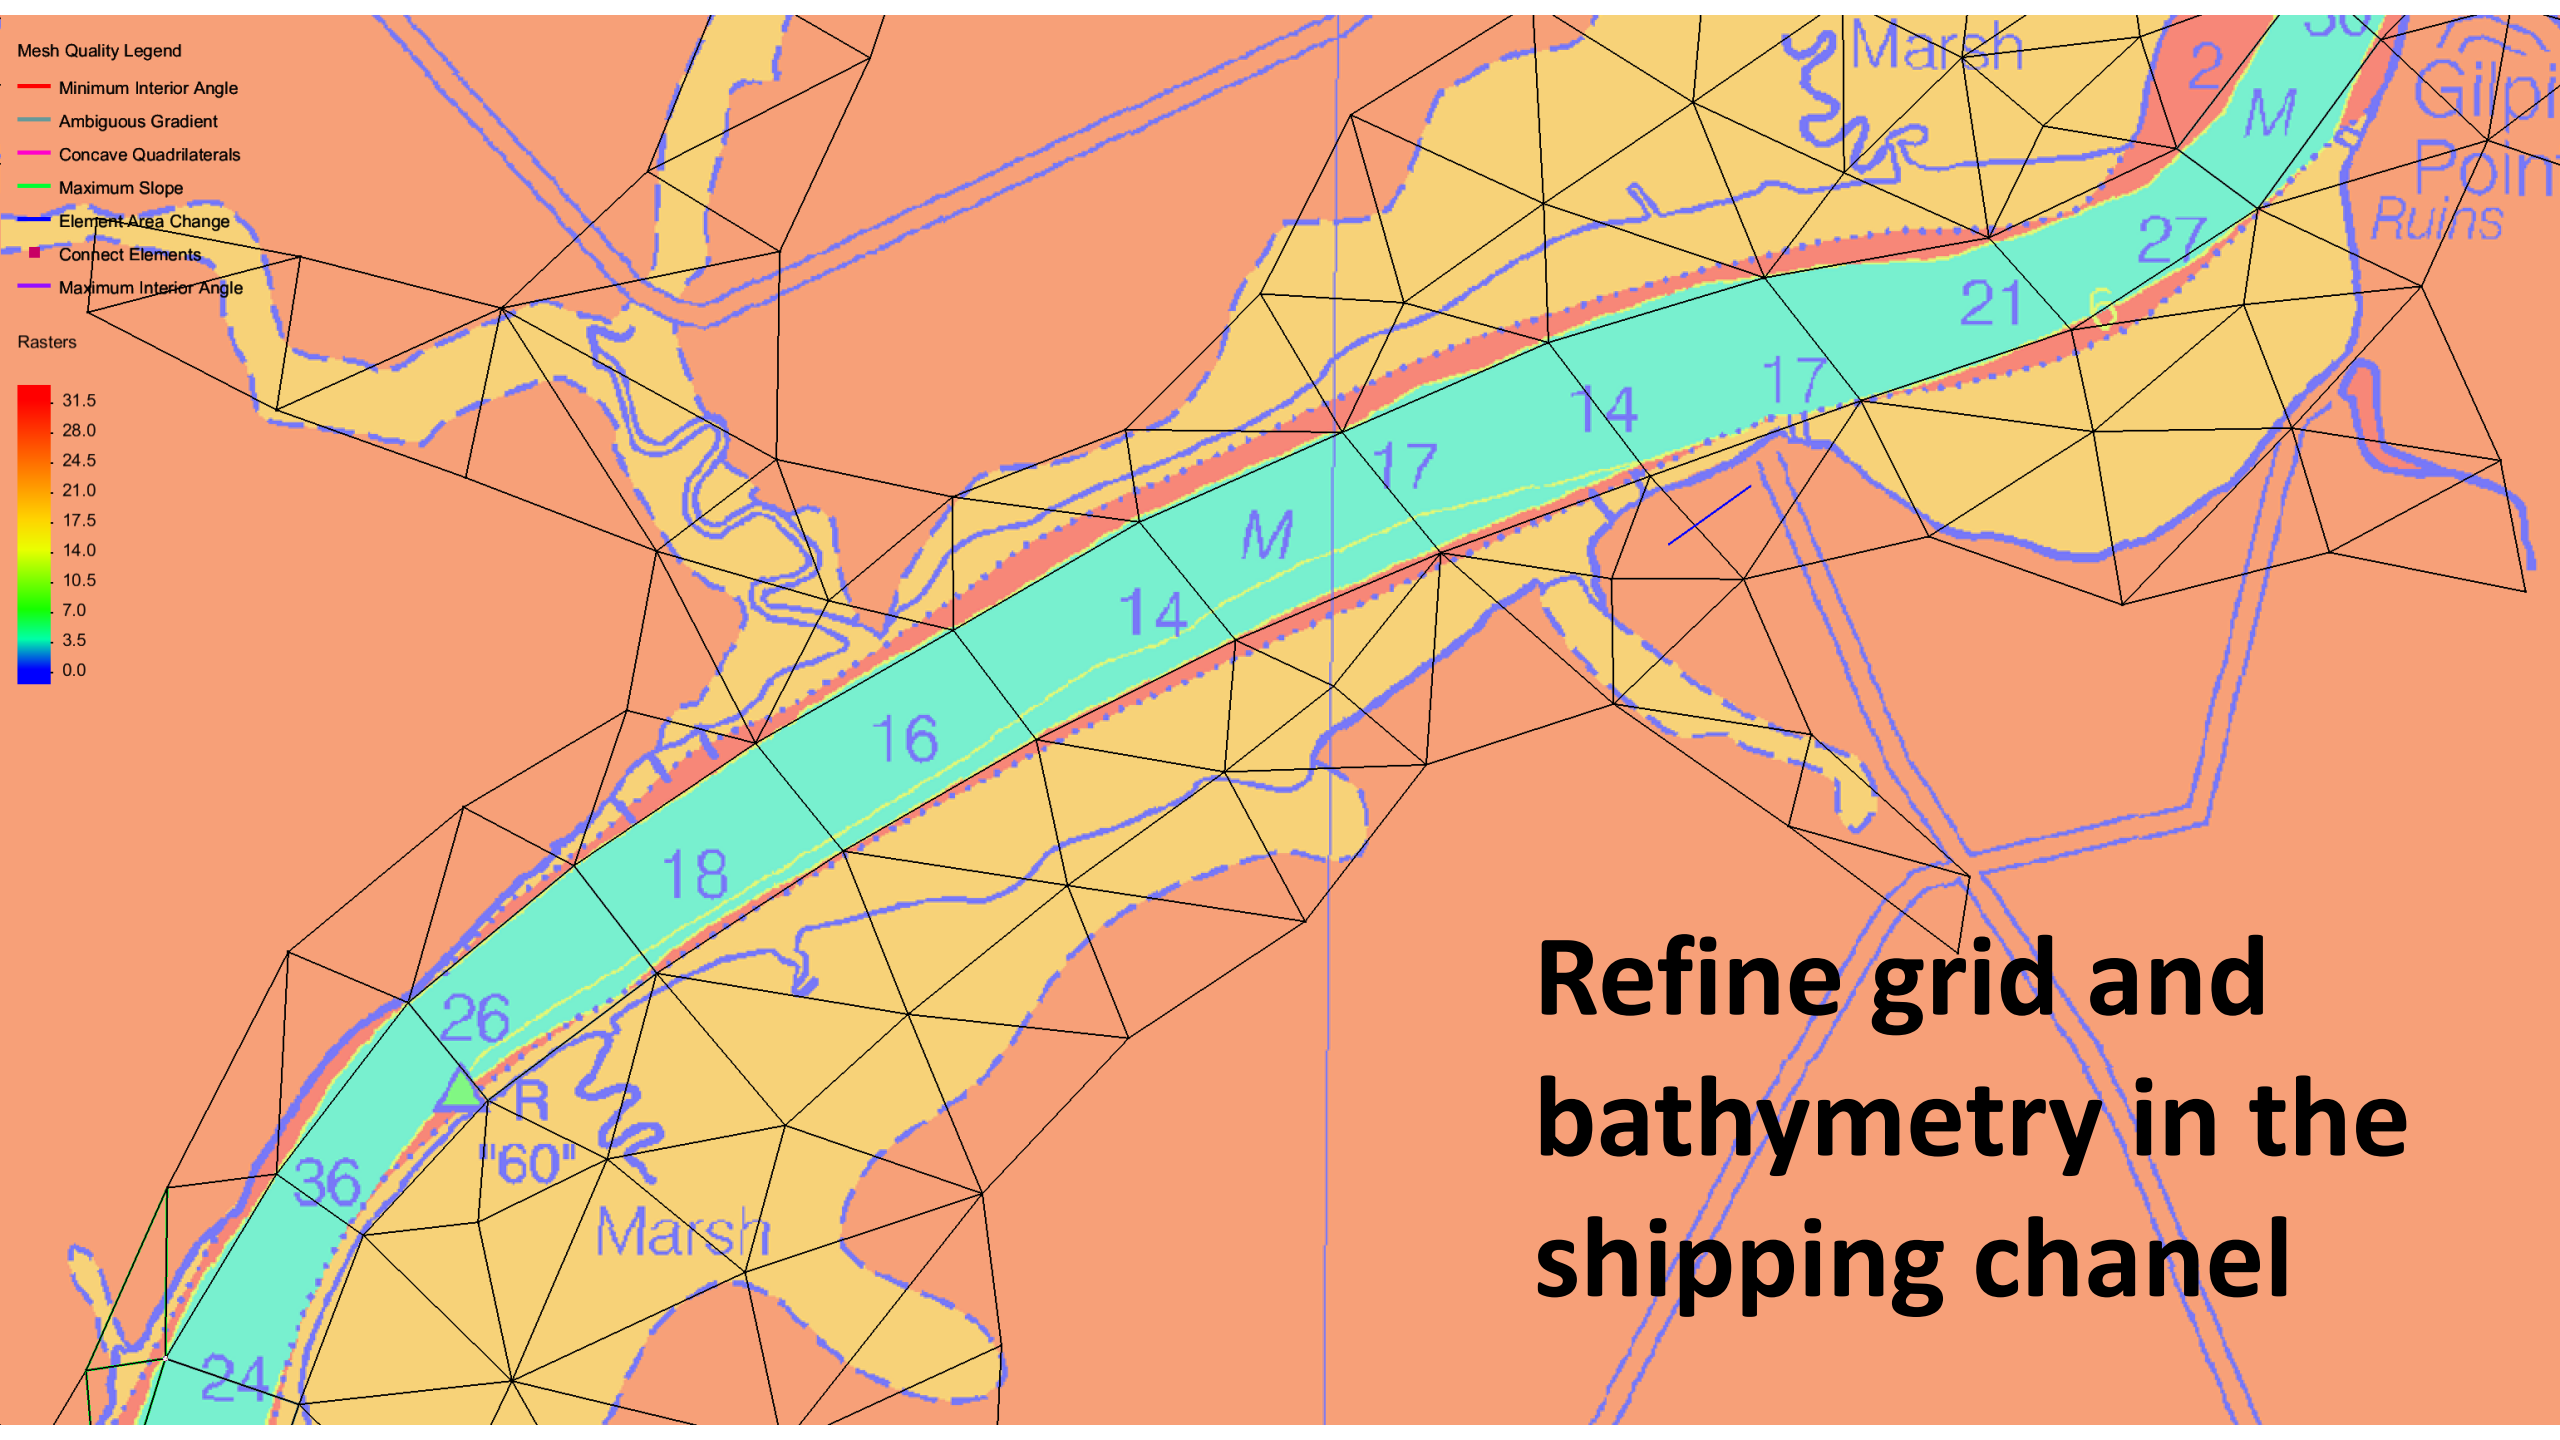 Mesh Quality Legend
Minimum Interior Angle
Ambiguous Gradient
Concave Quadrilaterals
Maximum Slope
Element Area Change
Connect Elements
Maximum Interior Angle
Rasters
31.5
28.0
24.5
21.0
17.5
14.0
10.5
7.0
3.5
0.0
Marsh
2
M
Point
Ruins
27
21
6
17
14
17
M
14
16
18
26
R
"60"
36
Marsh
24
Refine grid and
bathymetry in the
shipping chanel